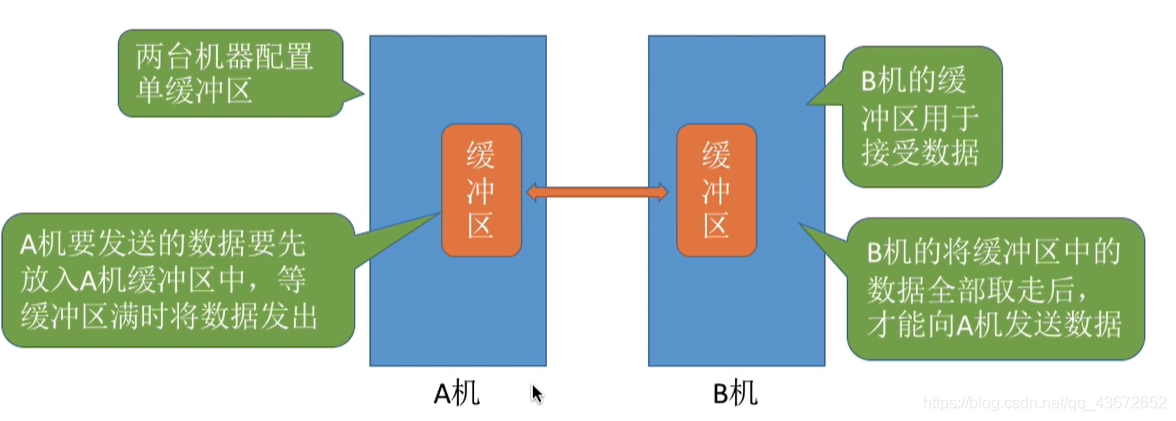 两台机器配置
单缓冲区
A机要发送的数据要先
放入A机缓冲区中，等
缓冲区满时将数据发出
缓
冲
区
A机
缓
冲
区
B机
B机的缓
冲区用于
接受数据
B机的将缓冲区中的
数据全部取走后，
才能向A机发送数据
https://blog.csdn.net/qq_43672652